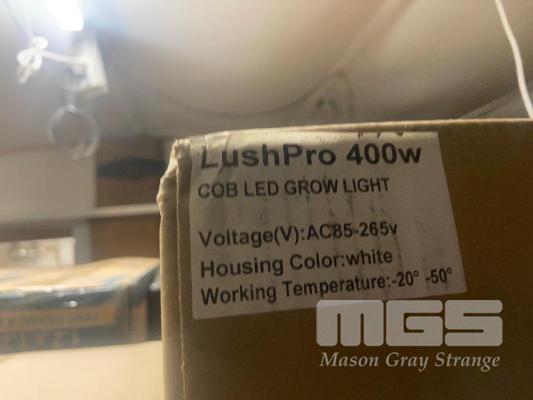 LushPro 400w
COB LED GROW LIGHT
Voltage(V):AC85-265v
Housing Color:white
Working Temperature:-20° -50°
MGS
Mason Gray Strange